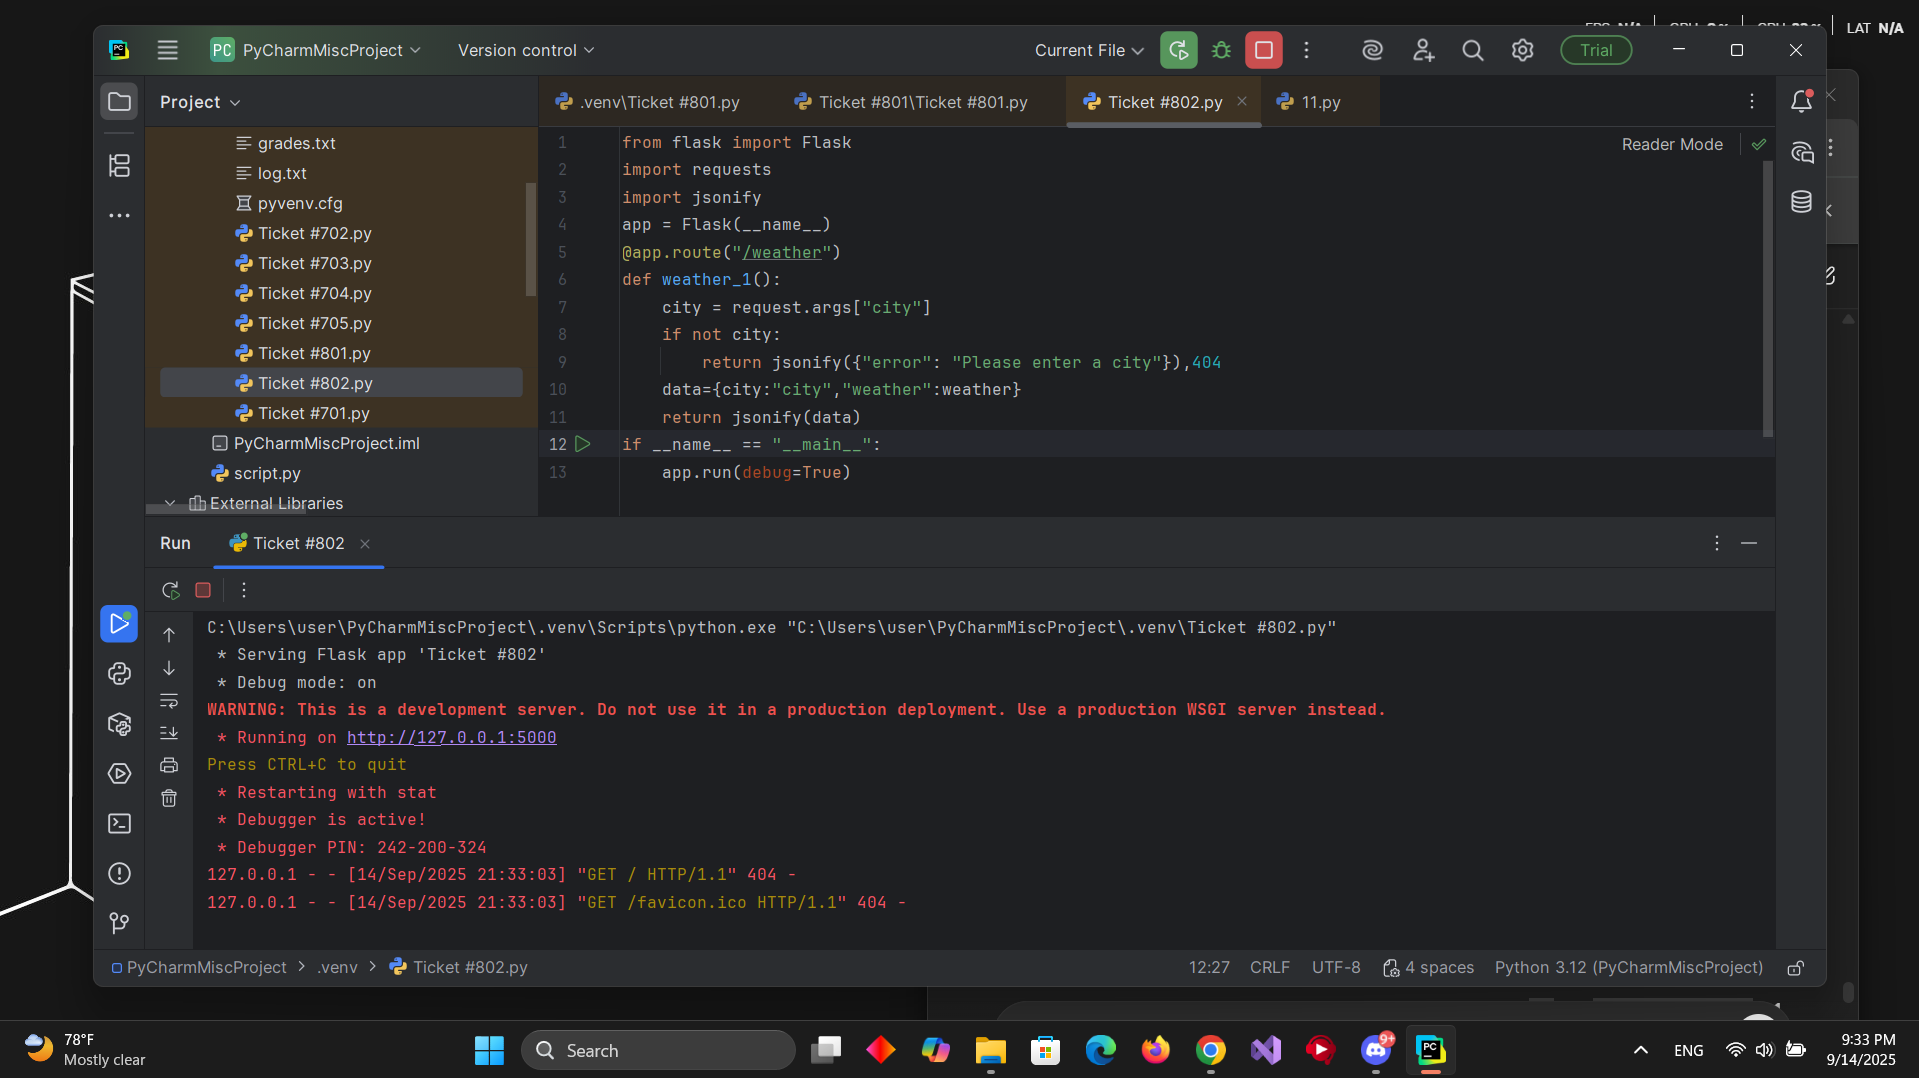 LAT N/A
PC PyCharmMiscProject
Version control
Current File
Trial
Project
.venv\Ticket #801.py
Ticket #801\Ticket #801.py
Ticket #802.py
11.py
grades.txt
log.txt
pyvenv.cfg
Ticket #702.py
Ticket #703.py
Ticket #704.py
Ticket #705.py
Ticket #801.py
Ticket #802.py
Ticket #701.py
PyCharmMiscProject.iml
script.py
External Libraries
Reader Mode
1 from flask import Flask
2 import requests
3 import jsonify
4 app = Flask(__name__)
5 @app.route("/weather")
6 def weather_1():
7 city = request.args["city"]
8 if not city:
9 return jsonify({"error": "Please enter a city"}),404
10 data={city:"city","weather":weather}
11 return jsonify(data)
12 if __name__ == "__main__":
13 app.run(debug=True)
Run
Ticket #802
C:\Users\user\PyCharmMiscProject\.venv\Scripts\python.exe "C:\Users\user\PyCharmMiscProject\.venv\Ticket #802.py"
* Serving Flask app 'Ticket #802'
* Debug mode: on
WARNING: This is a development server. Do not use it in a production deployment. Use a production WSGI server instead.
* Running on http://127.0.0.1:5000
Press CTRL+C to quit
* Restarting with stat
* Debugger is active!
* Debugger PIN: 242-200-324
127.0.0.1 - - [14/Sep/2025 21:33:03] "GET / HTTP/1.1" 404 -
127.0.0.1 - - [14/Sep/2025 21:33:03] "GET /favicon.ico HTTP/1.1" 404 -
PyCharmMiscProject > .venv > Ticket #802.py
12:27
CRLF
UTF-8
4 spaces
Python 3.12 (PyCharmMiscProject)
78°F
Mostly clear
Search
9+
PC
ENG
9:33 PM
9/14/2025